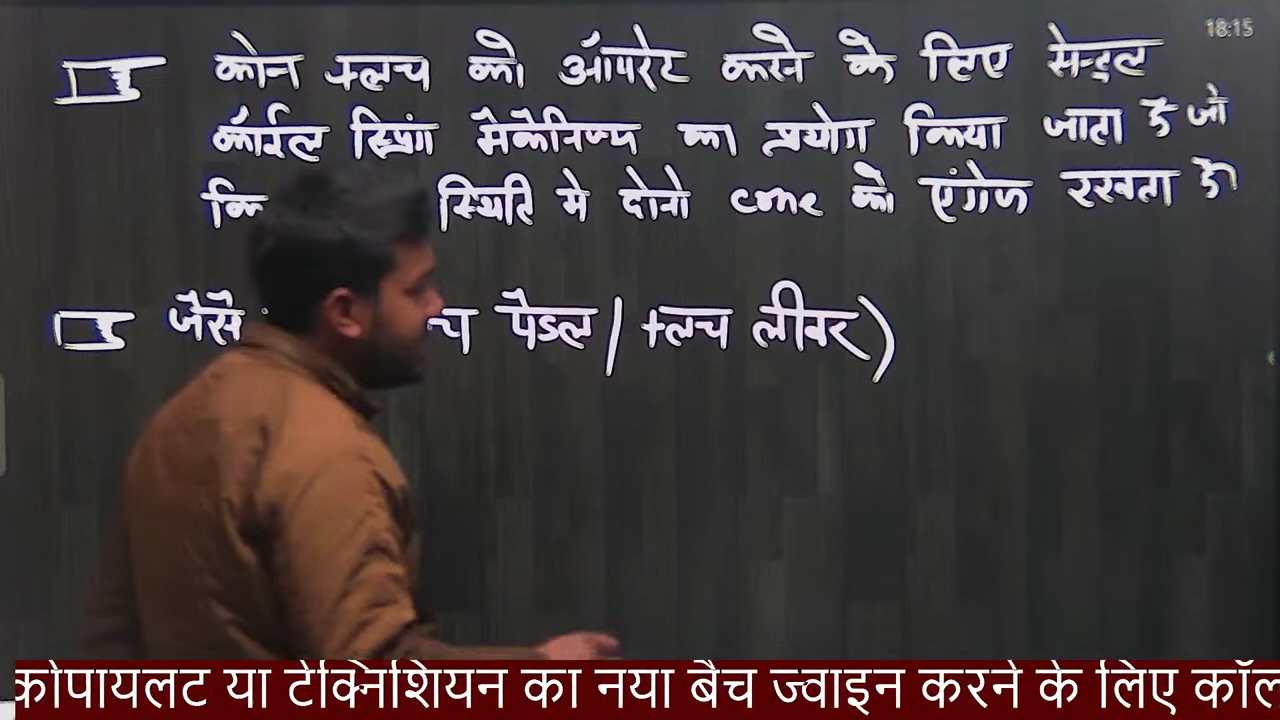 18:15
कोन क्लच को ऑपरेट करने के लिए सेन्ट्रल
कॉईल स्प्रिंग मैकेनिज्म का प्रयोग किया जाता है जो
कि स्थिति मे दोनो cone को एंगेज रखता है।
जैसे च पैडल / क्लच लीवर)
कोपायलट या टेक्निशियन का नया बैच ज्वाइन करने के लिए कॉल